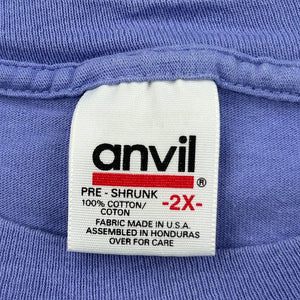 anvil
®
PRE - SHRUNK
100% COTTON/
COTON
-2X-
FABRIC MADE IN U.S.A.
ASSEMBLED IN HONDURAS
OVER FOR CARE